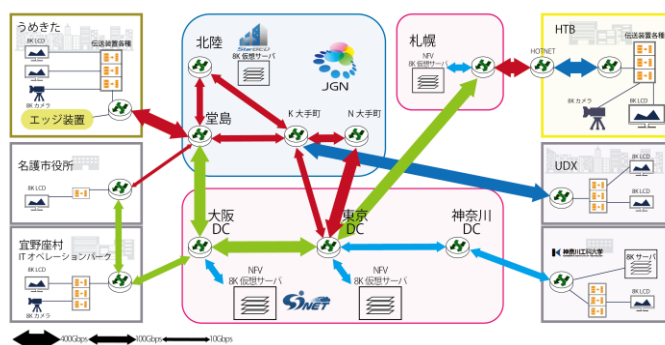 うめきた
8K LCD
伝送装置各種
8K カメラ
エッジ装置
北陸
StarBED
8K 仮想サーバ
JGN
堂島
K 大手町
N 大手町
札幌
NFV
8K 仮想サーバ
HOTNET
HTB
伝送装置各種
8K カメラ
8K LCD
名護市役所
8K LCD
UDX
8K LCD
8K LCD
宜野座村
IT オペレーションパーク
8K LCD
8K カメラ
大阪
DC
東京
DC
神奈川
DC
NFV
8K 仮想サーバ
SINET
NFV
8K 仮想サーバ
神奈川工科大学
8K サーバ
8K LCD
400Gbps
100Gbps
10Gbps